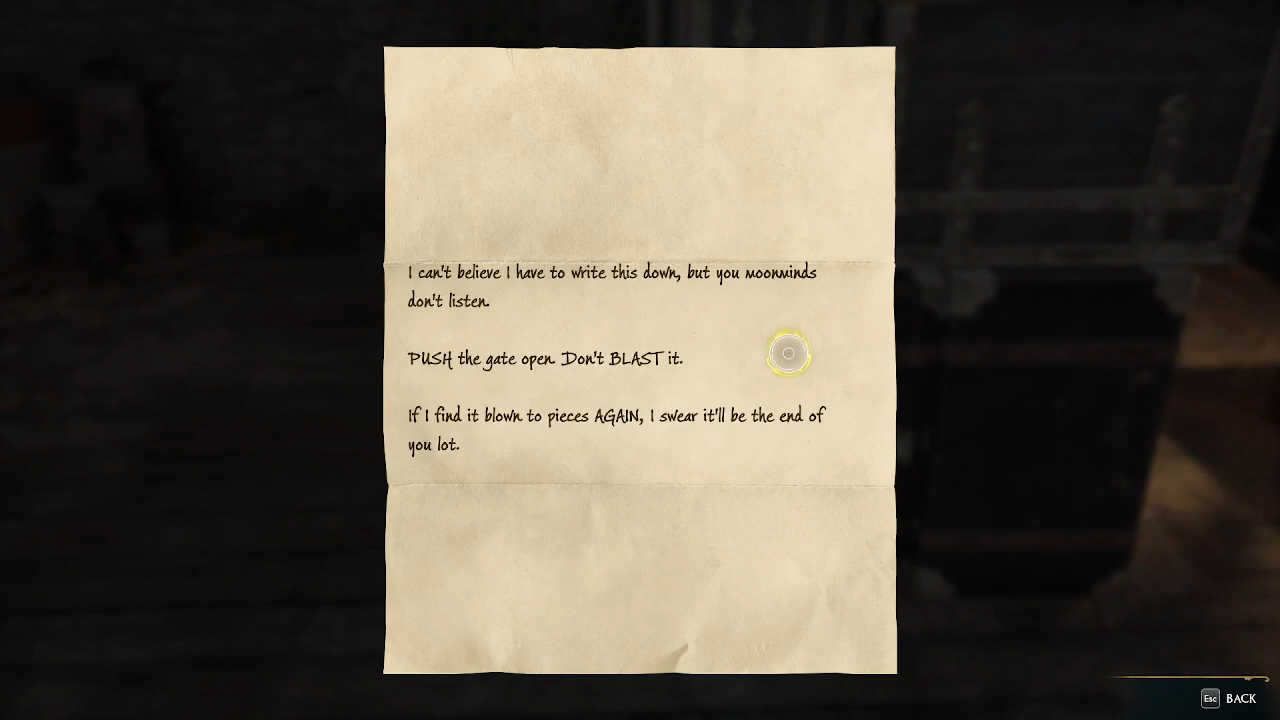 I can't believe I have to write this down, but you moonminds
don't listen.
PUSH the gate open. Don't BLAST it.
If I find it blown to pieces AGAIN, I swear it'll be the end of
you lot.
Esc BACK